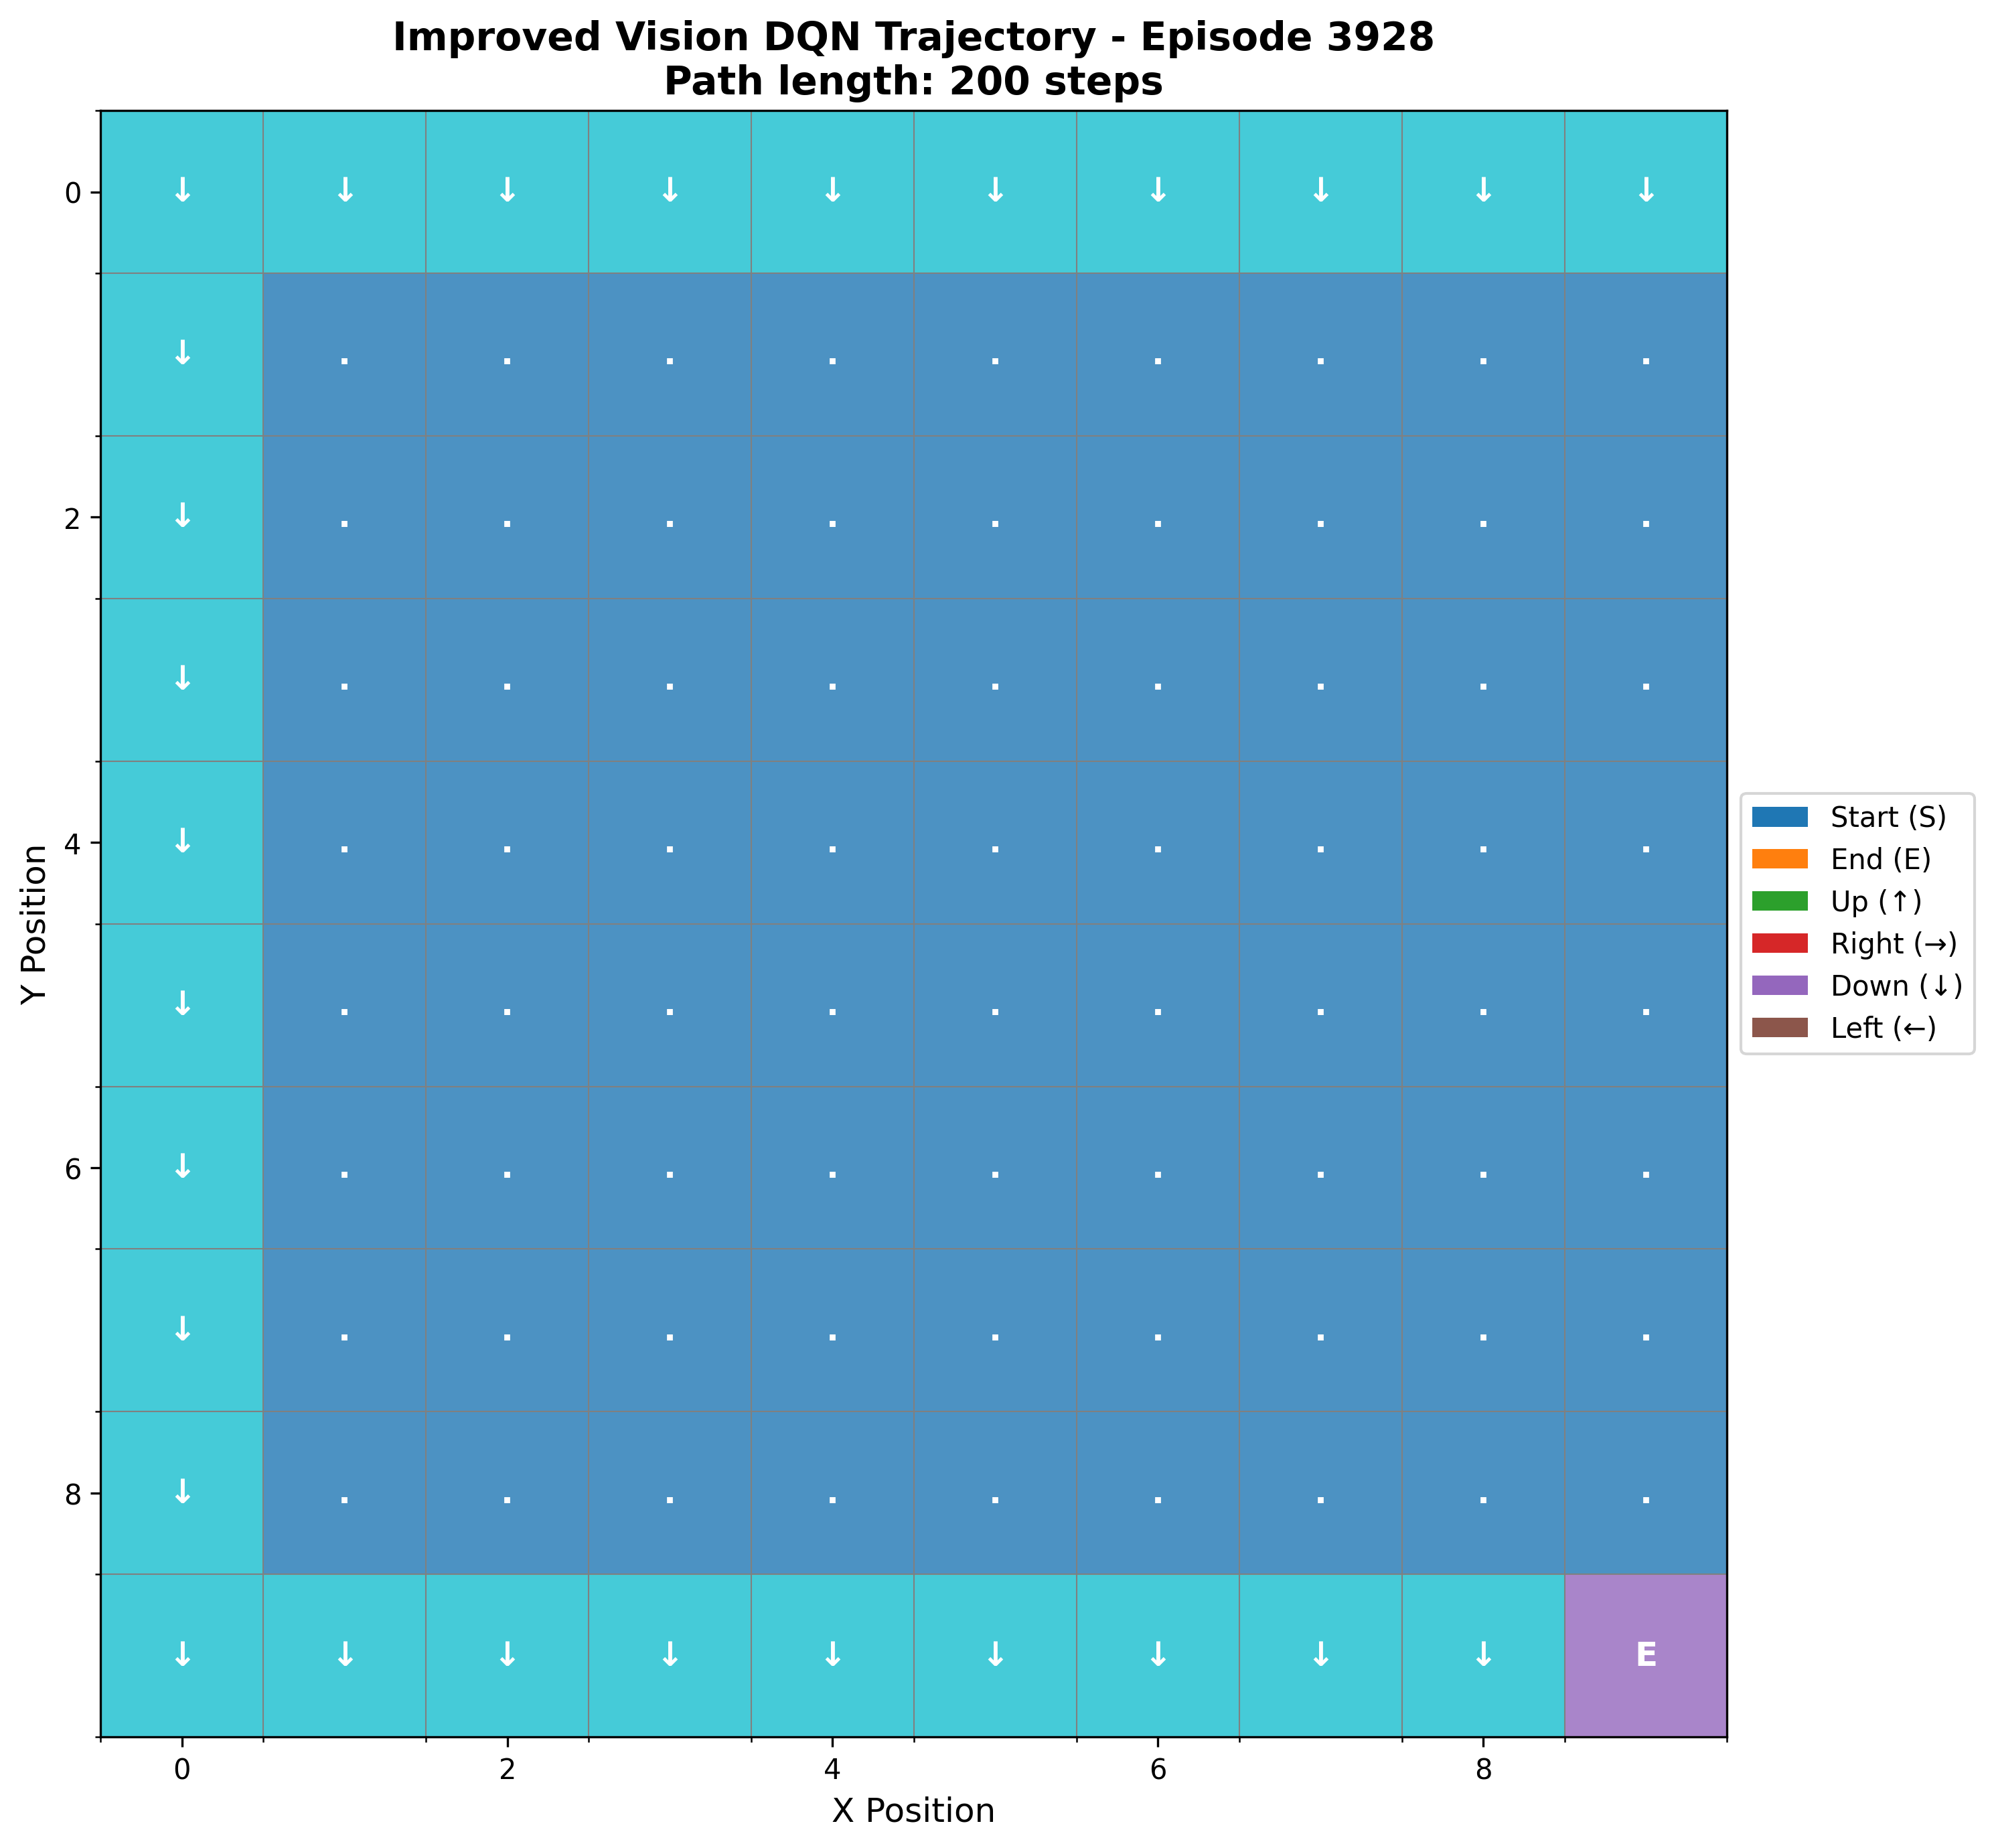 Improved Vision DQN Trajectory - Episode 3928
Path length: 200 steps
0 ↓ ↓ ↓ ↓ ↓ ↓ ↓ ↓ ↓ ↓
↓ . . . . . . . . .
2 ↓ . . . . . . . . .
↓ . . . . . . . . .
4 ↓ . . . . . . . . .
↓ . . . . . . . . .
6 ↓ . . . . . . . . .
↓ . . . . . . . . .
8 ↓ . . . . . . . . .
↓ ↓ ↓ ↓ ↓ ↓ ↓ ↓ ↓ E
0 2 4 6 8
X Position
Y Position
Start (S)
End (E)
Up (↑)
Right (→)
Down (↓)
Left (←)